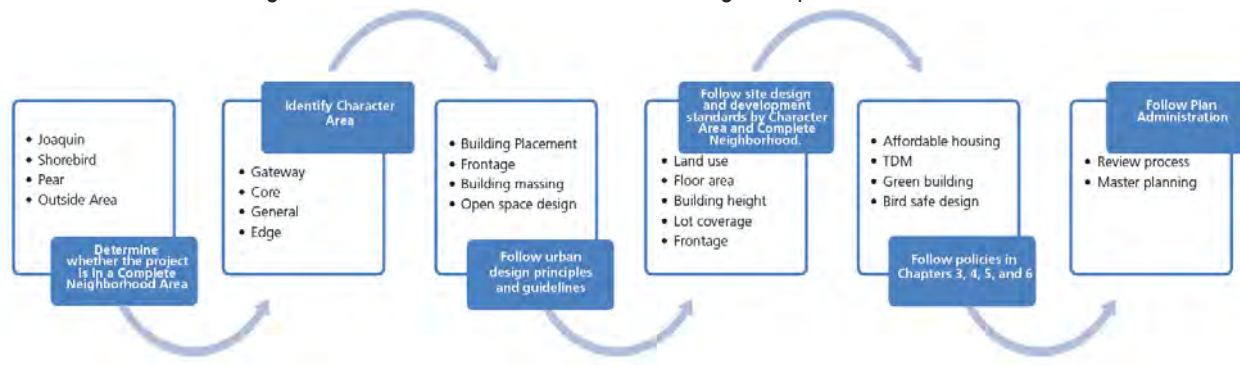 • Joaquin
• Shorebird
• Pear
• Outside Area
Determine
whether the project
is in a Complete
Neighborhood Area
Identify Character
Area
• Gateway
• Core
• General
• Edge
• Building Placement
• Frontage
• Building massing
• Open space design
Follow urban
design principles
and guidelines
Follow site design
and development
standards by Character
Area and Complete
Neighborhood.
• Land use
• Floor area
• Building height
• Lot coverage
• Frontage
• Affordable housing
• TDM
• Green building
• Bird safe design
Follow policies in
Chapters 3, 4, 5, and 6
Follow Plan
Administration
• Review process
• Master planning